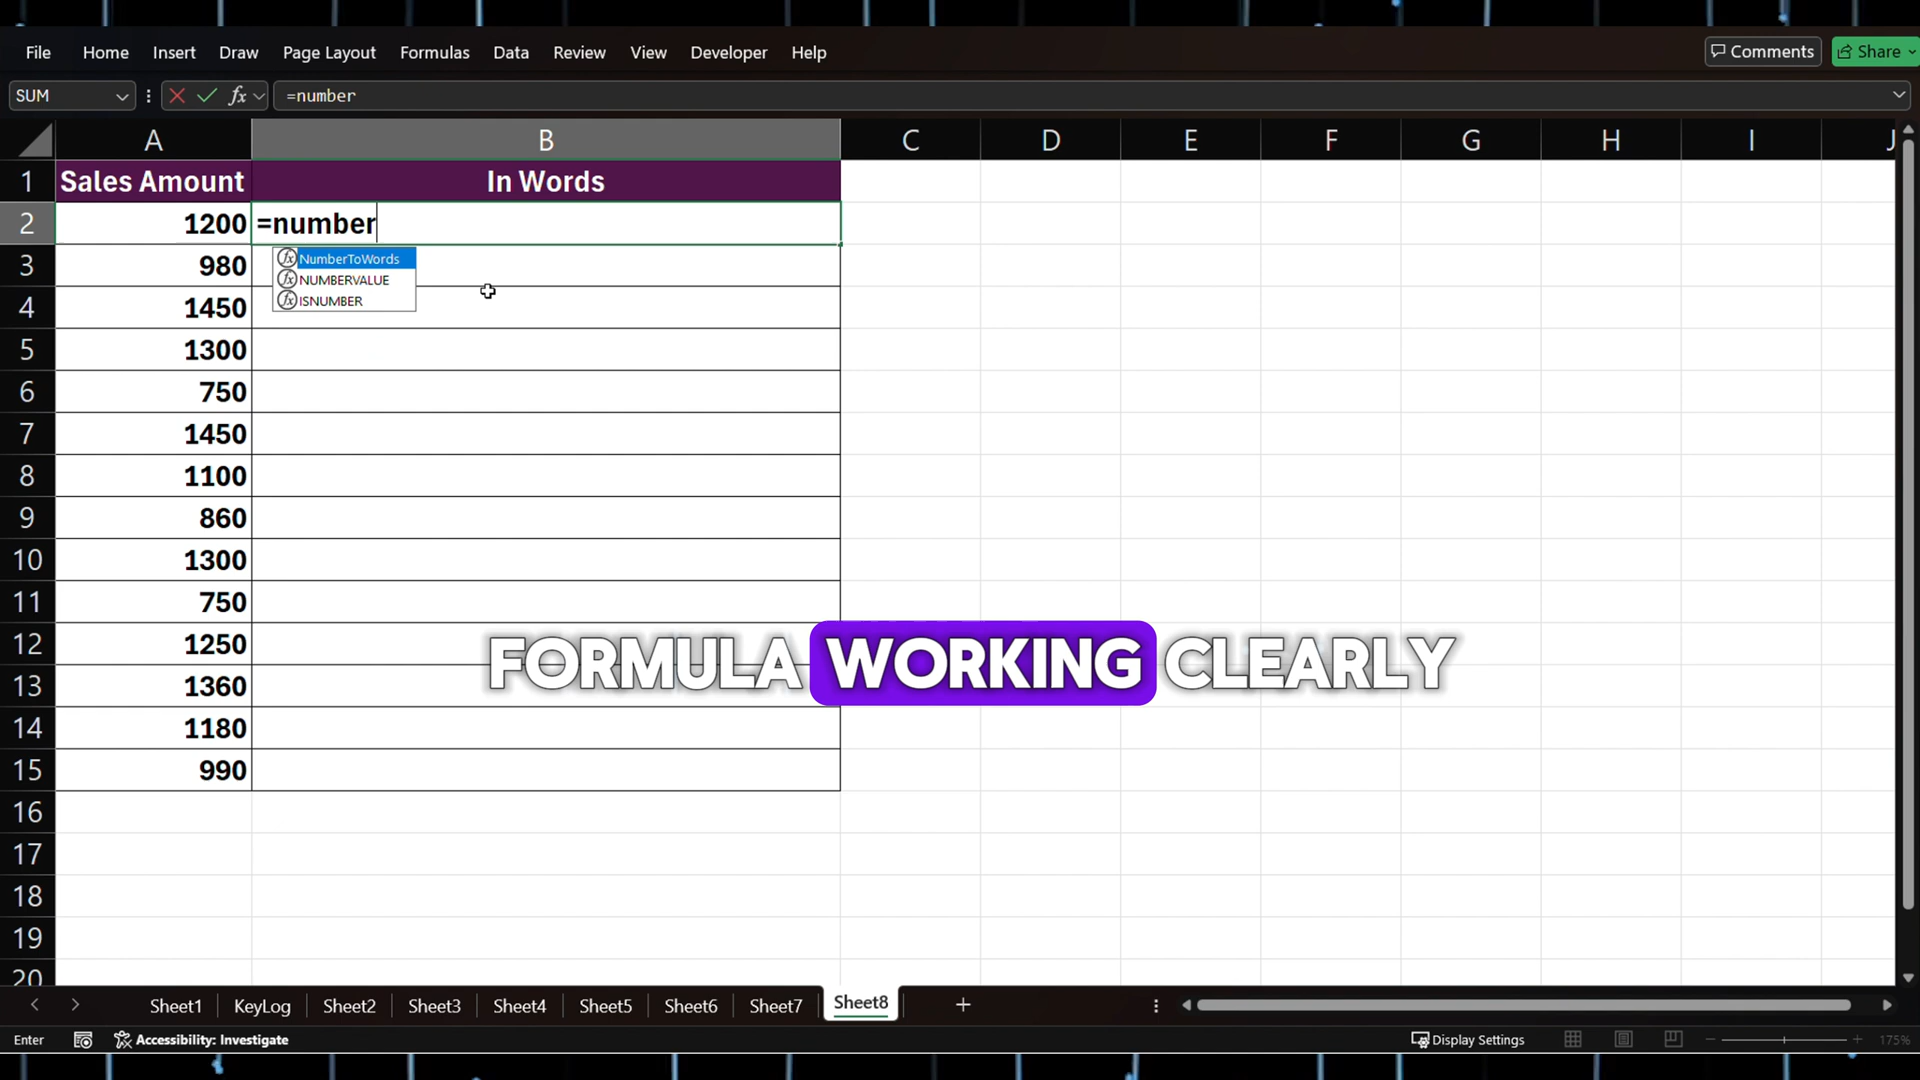 File Home Insert Draw Page Layout Formulas Data Review View Developer Help Comments Share
SUM fx =number
A B C D E F G H I J
1 Sales Amount In Words
2 1200 =number
NumberToWords
NUMBERVALUE
ISNUMBER
3 980
4 1450
5 1300
6 750
7 1450
8 1100
9 860
10 1300
11 750
12 1250
FORMULA WORKING CLEARLY
13 1360
14 1180
15 990
16
17
18
19
20
Sheet1 KeyLog Sheet2 Sheet3 Sheet4 Sheet5 Sheet6 Sheet7 Sheet8
Enter Accessibility: Investigate Display Settings 175%